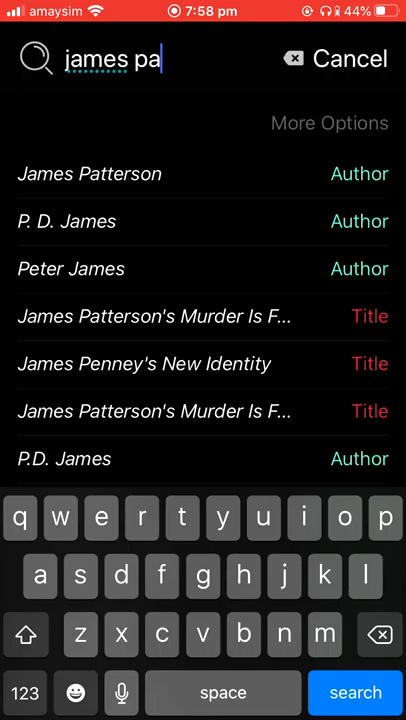 amaysim 7:58 pm 44%
james pa Cancel
More Options
James Patterson Author
P. D. James Author
Peter James Author
James Patterson's Murder Is F... Title
James Penney's New Identity Title
James Patterson's Murder Is F... Title
P.D. James Author
q w e r t y u i o p
a s d f g h j k l
z x c v b n m
123 space search